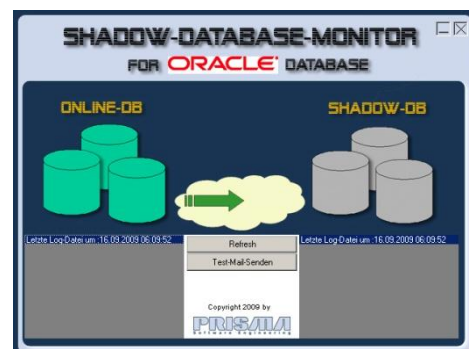 SHADOW-DATABASE-MONITOR
FOR ORACLE DATABASE
ONLINE-DB
SHADOW-DB
Letzte Log-Datei um :16.09.2009 06:09:52
Refresh
Letzte Log-Datei um :16.09.2009 06:09:52
Test-Mail-Senden
Copyright 2009 by
PRISMA
Software Engineering